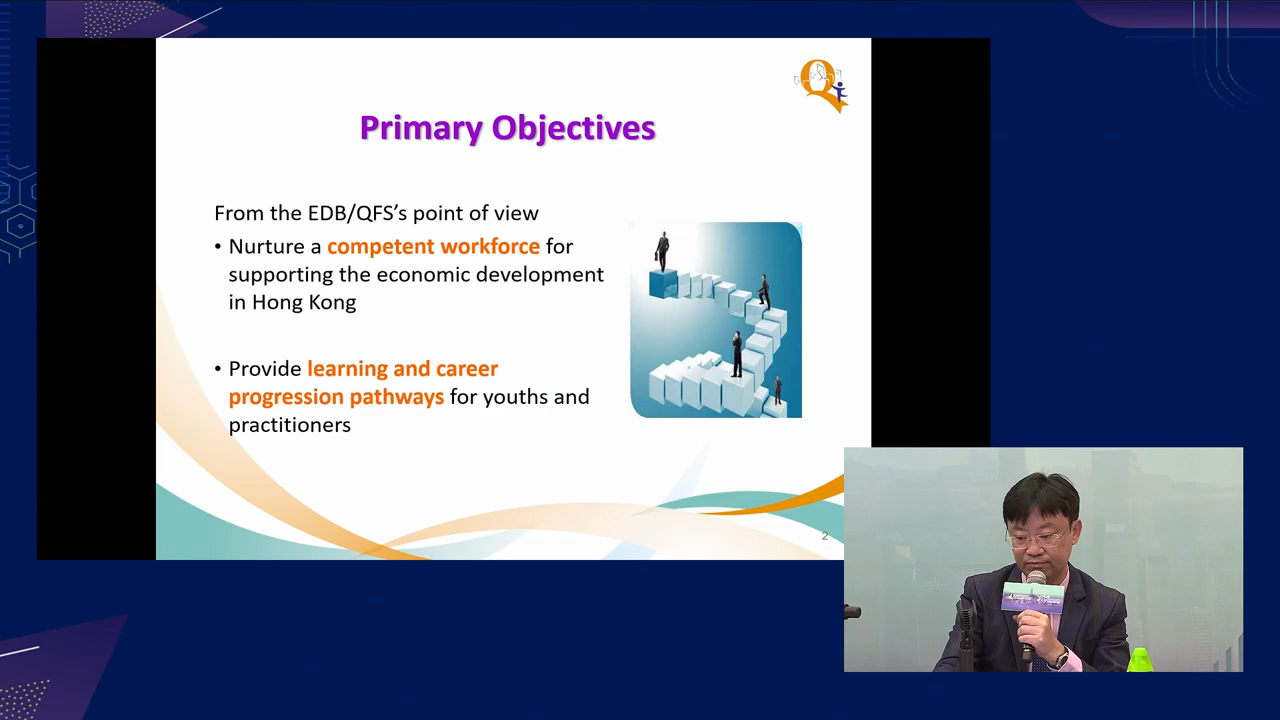 Primary Objectives
From the EDB/QFS’s point of view
• Nurture a competent workforce for
supporting the economic development
in Hong Kong
• Provide learning and career
progression pathways for youths and
practitioners
2